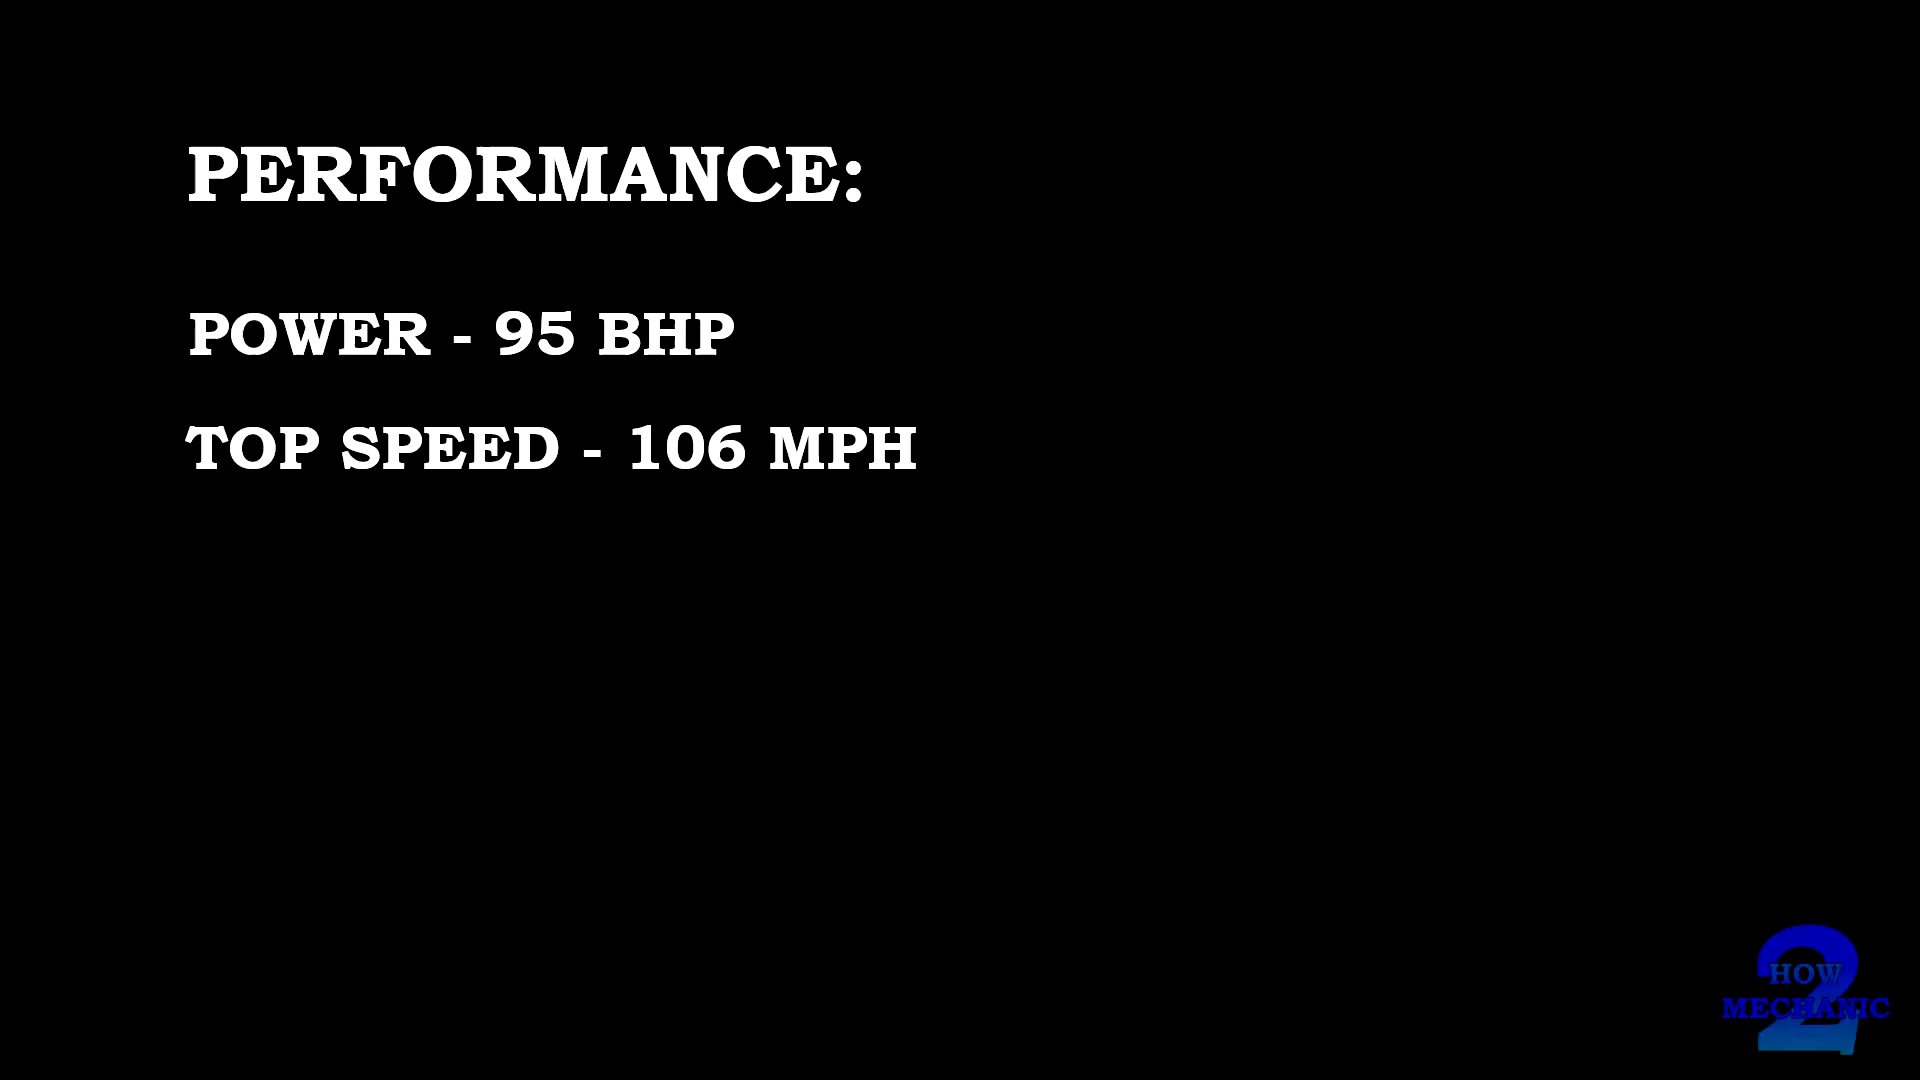 PERFORMANCE:
POWER - 95 BHP
TOP SPEED - 106 MPH
HOW
2
MECHANIC